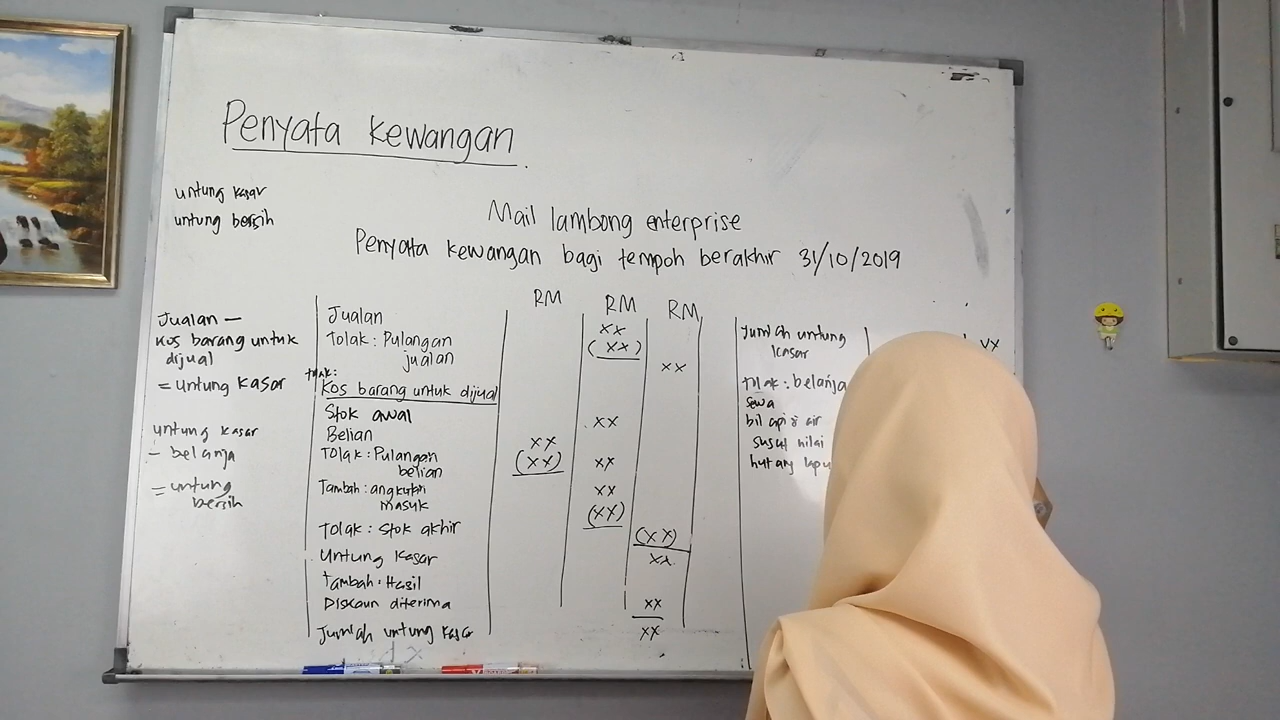 Penyata Kewangan
untung kasar
untung bersih
Mail lambong enterprise
Penyata kewangan bagi tempoh berakhir 31/10/2019
Jualan –
kos barang untuk
dijual
= untung kasar
untung kasar
- belanja
= untung
bersih
RM RM RM
Jualan xx
Tolak: Pulangan (xx)
jualan xx
tolak:
Kos barang untuk dijual
Stok awal xx
Belian xx
Tolak: Pulangan (xx) xx
belian
Tambah: angkutan xx
masuk (xx)
Tolak: stok akhir (xx)
Untung kasar xx
Tambah: Hasil
Diskaun diterima xx
Jumlah untung kasar xx
Jumlah untung xx
kasar
Tolak: belanja
sewa
bil api & air
susut nilai
hutang lapu